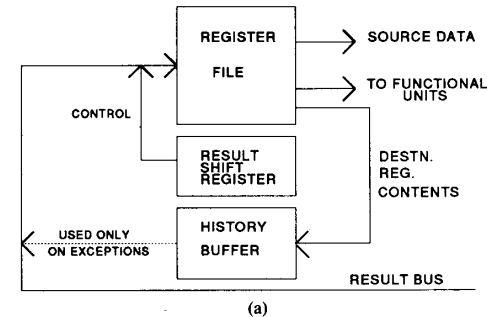 REGISTER
FILE
SOURCE DATA
TO FUNCTIONAL
UNITS
CONTROL
RESULT
SHIFT
REGISTER
DESTN.
REG.
CONTENTS
HISTORY
BUFFER
USED ONLY
ON EXCEPTIONS
RESULT BUS
(a)